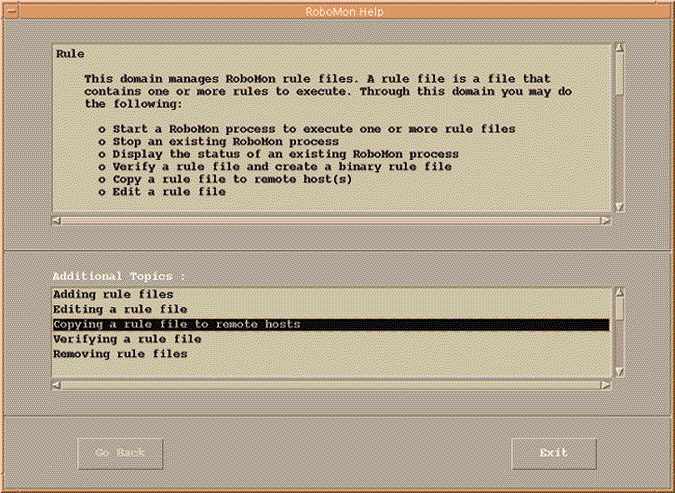 RoboMon Help
Rule
This domain manages RoboMon rule files. A rule file is a file that
contains one or more rules to execute. Through this domain you may do
the following:
o Start a RoboMon process to execute one or more rule files
o Stop an existing RoboMon process
o Display the status of an existing RoboMon process
o Verify a rule file and create a binary rule file
o Copy a rule file to remote host(s)
o Edit a rule file
Additional Topics :
Adding rule files
Editing a rule file
Copying a rule file to remote hosts
Verifying a rule file
Removing rule files
Go Back
Exit